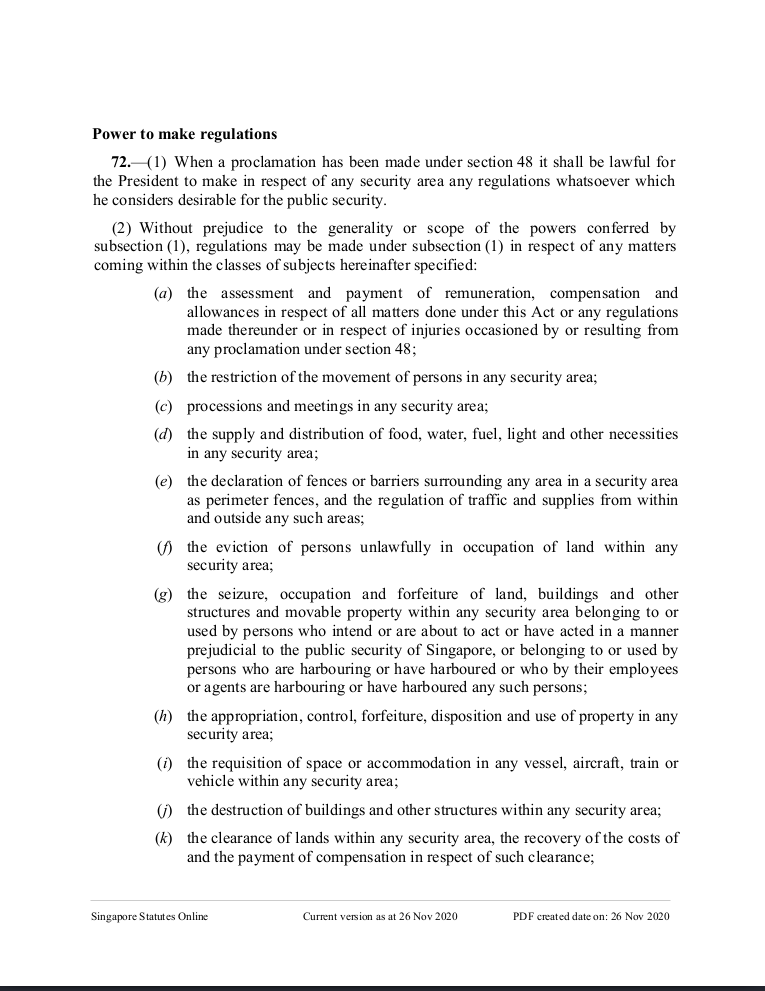 Power to make regulations
72.—(1) When a proclamation has been made under section 48 it shall be lawful for
the President to make in respect of any security area any regulations whatsoever which
he considers desirable for the public security.
(2) Without prejudice to the generality or scope of the powers conferred by
subsection (1), regulations may be made under subsection (1) in respect of any matters
coming within the classes of subjects hereinafter specified:
(a) the assessment and payment of remuneration, compensation and
allowances in respect of all matters done under this Act or any regulations
made thereunder or in respect of injuries occasioned by or resulting from
any proclamation under section 48;
(b) the restriction of the movement of persons in any security area;
(c) processions and meetings in any security area;
(d) the supply and distribution of food, water, fuel, light and other necessities
in any security area;
(e) the declaration of fences or barriers surrounding any area in a security area
as perimeter fences, and the regulation of traffic and supplies from within
and outside any such areas;
(f) the eviction of persons unlawfully in occupation of land within any
security area;
(g) the seizure, occupation and forfeiture of land, buildings and other
structures and movable property within any security area belonging to or
used by persons who intend or are about to act or have acted in a manner
prejudicial to the public security of Singapore, or belonging to or used by
persons who are harbouring or have harboured or who by their employees
or agents are harbouring or have harboured any such persons;
(h) the appropriation, control, forfeiture, disposition and use of property in any
security area;
(i) the requisition of space or accommodation in any vessel, aircraft, train or
vehicle within any security area;
(j) the destruction of buildings and other structures within any security area;
(k) the clearance of lands within any security area, the recovery of the costs of
and the payment of compensation in respect of such clearance;
Singapore Statutes Online Current version as at 26 Nov 2020 PDF created date on: 26 Nov 2020